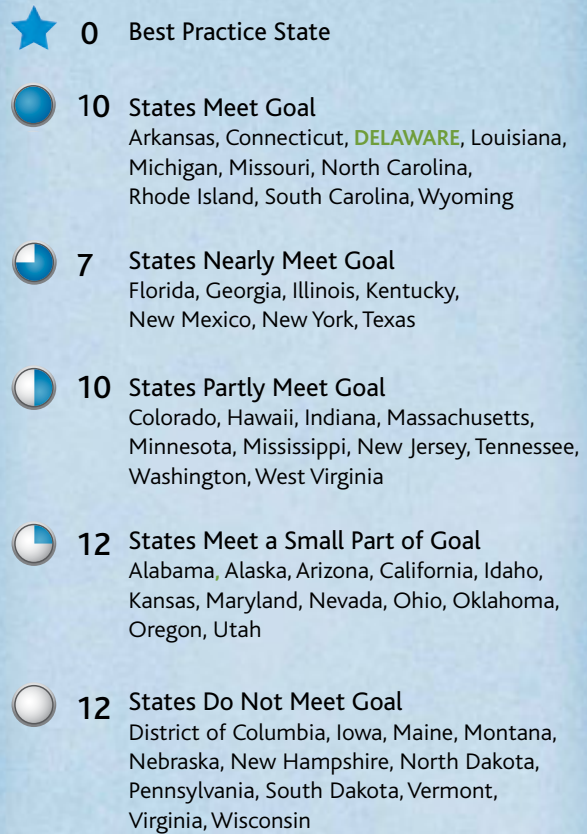 0 Best Practice State
10 States Meet Goal
Arkansas, Connecticut, DELAWARE, Louisiana,
Michigan, Missouri, North Carolina,
Rhode Island, South Carolina, Wyoming
7 States Nearly Meet Goal
Florida, Georgia, Illinois, Kentucky,
New Mexico, New York, Texas
10 States Partly Meet Goal
Colorado, Hawaii, Indiana, Massachusetts,
Minnesota, Mississippi, New Jersey, Tennessee,
Washington, West Virginia
12 States Meet a Small Part of Goal
Alabama, Alaska, Arizona, California, Idaho,
Kansas, Maryland, Nevada, Ohio, Oklahoma,
Oregon, Utah
12 States Do Not Meet Goal
District of Columbia, Iowa, Maine, Montana,
Nebraska, New Hampshire, North Dakota,
Pennsylvania, South Dakota, Vermont,
Virginia, Wisconsin